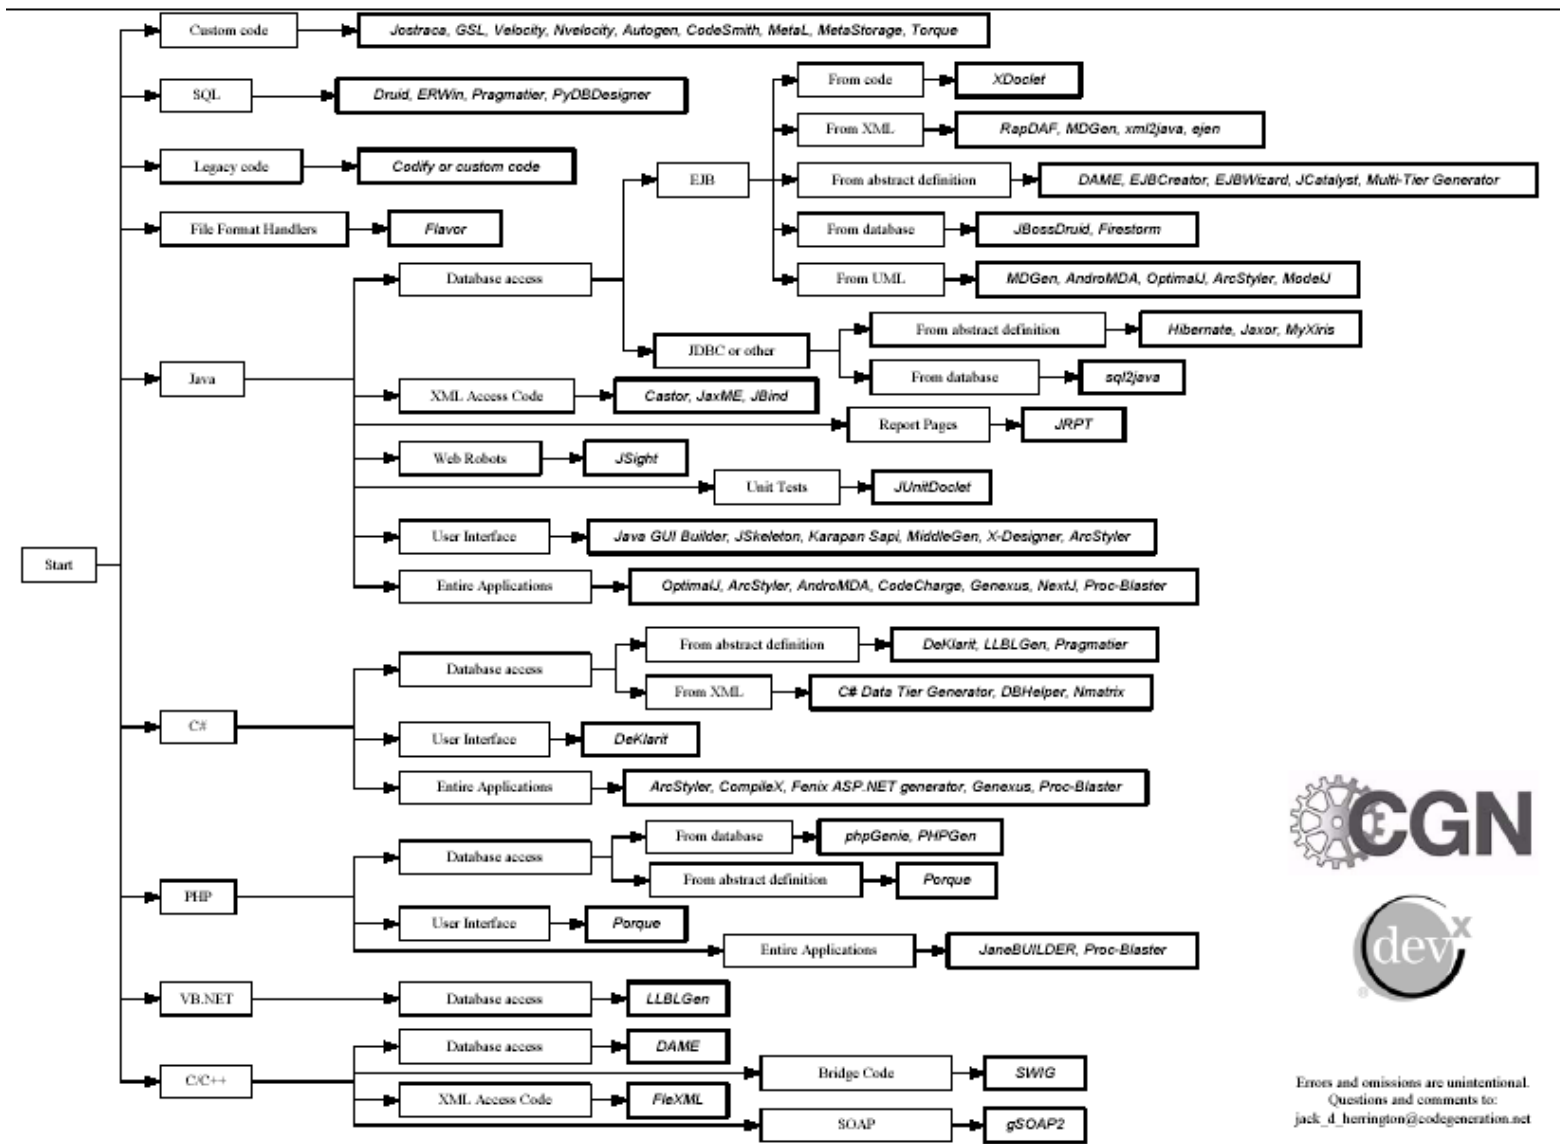 Custom code
Jostraca, GSL, Velocity, Nvelocity, Autogen, CodeSmith, MetaL, MetaStorage, Torque
SQL
Druid, ERWin, Pragmatier, PyDBDesigner
Legacy code
Codify or custom code
File Format Handlers
Flavor
Java
Database access
EJB
From code
XDoclet
From XML
RapDAF, MDGen, xml2java, ejen
From abstract definition
DAME, EJBCreator, EJBWizard, JCatalyst, Multi-Tier Generator
From database
JBossDruid, Firestorm
From UML
MDGen, AndroMDA, OptimalJ, ArcStyler, ModelJ
JDBC or other
From abstract definition
Hibernate, Jaxor, MyXIris
From database
sql2java
XML Access Code
Castor, JaxME, JBind
Report Pages
JRPT
Web Robots
JSight
Unit Tests
JUnitDoclet
User Interface
Java GUI Builder, JSkeleton, Karapan Sapi, MiddleGen, X-Designer, ArcStyler
Start
Entire Applications
OptimalJ, ArcStyler, AndroMDA, CodeCharge, Genexus, NextJ, Proc-Blaster
C#
Database access
From abstract definition
DeKlarit, LLBLGen, Pragmatier
From XML
C# Data Tier Generator, DBHelper, Nmatrix
User Interface
DeKlarit
Entire Applications
ArcStyler, CompileX, Fenix ASP.NET generator, Genexus, Proc-Blaster
PHP
Database access
From database
phpGenie, PHPGen
From abstract definition
Porque
User Interface
Porque
Entire Applications
JaneBUILDER, Proc-Blaster
VB.NET
Database access
LLBLGen
C/C++
Database access
DAME
Bridge Code
SWIG
XML Access Code
FleXML
SOAP
gSOAP2
CGN
devx
®
Errors and omissions are unintentional.
Questions and comments to:
jack_d_herrington@codegeneration.net